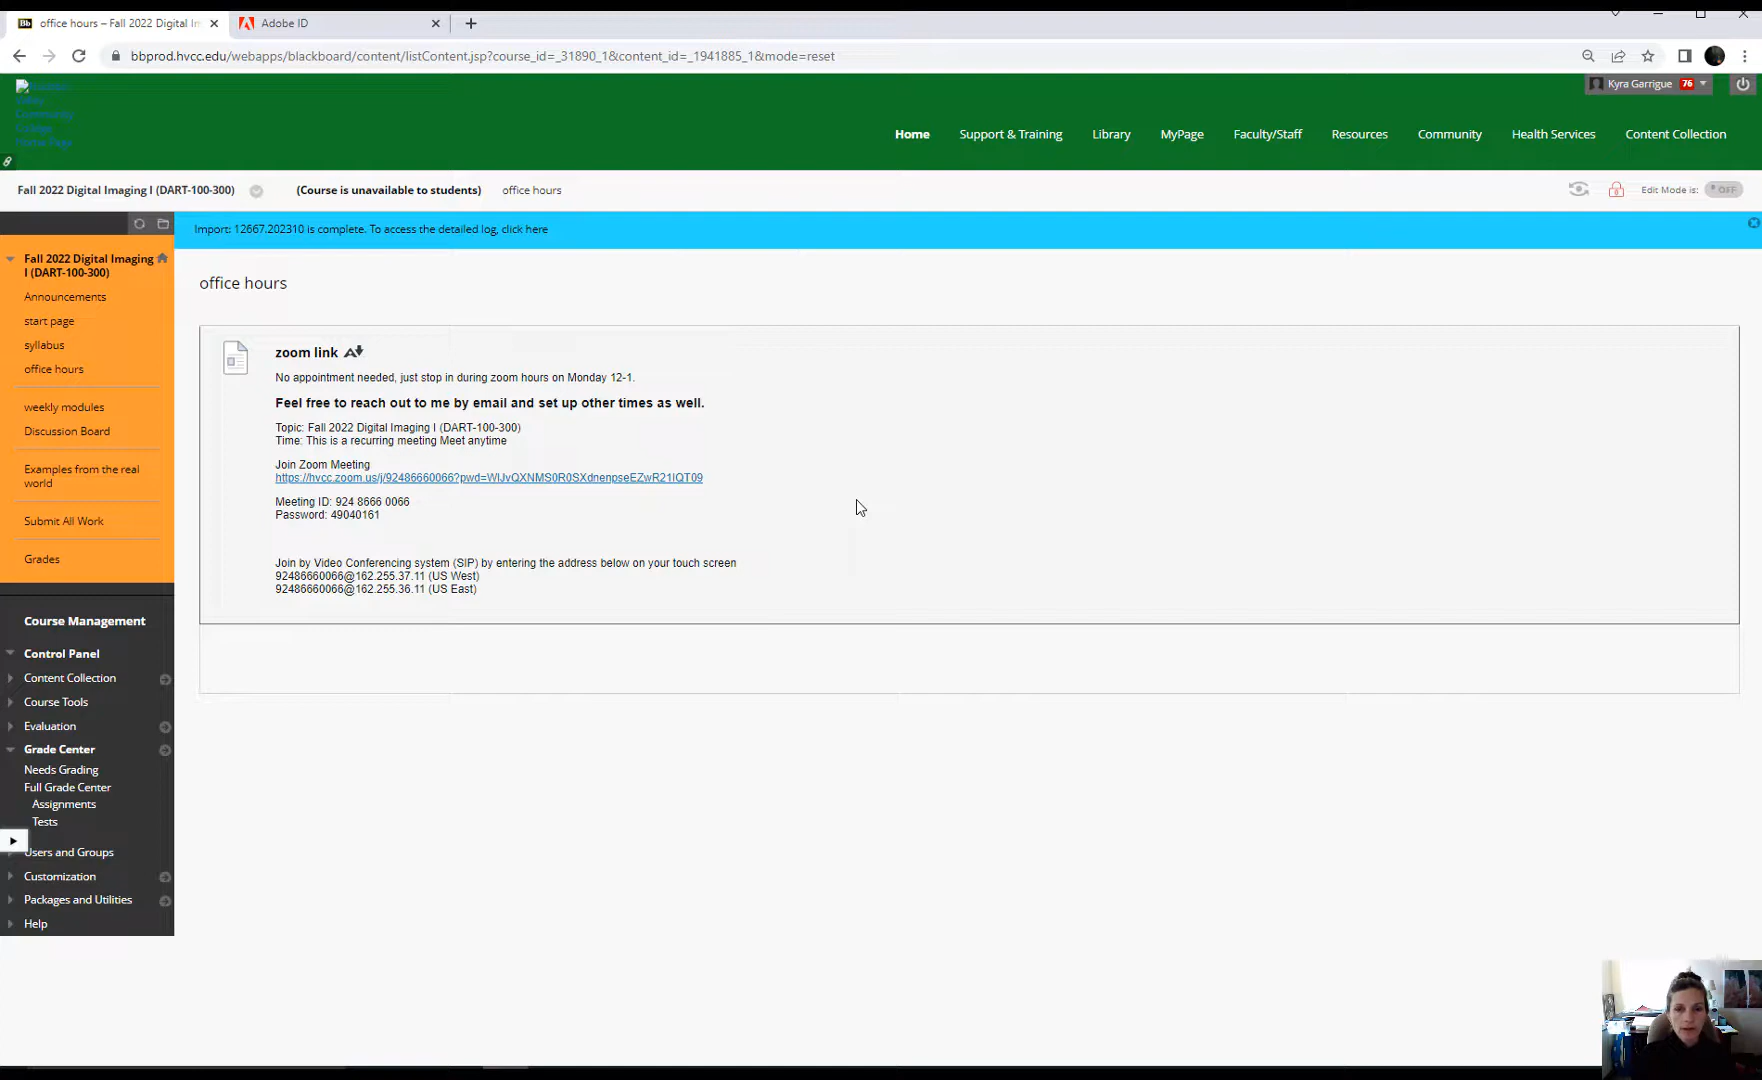 office hours – Fall 2022 Digital In
Adobe ID
bbprod.hvcc.edu/webapps/blackboard/content/listContent.jsp?course_id=_31890_1&content_id=_1941885_1&mode=reset
Kyra Garrigue 76
Home Support & Training Library MyPage Faculty/Staff Resources Community Health Services Content Collection
Fall 2022 Digital Imaging I (DART-100-300) (Course is unavailable to students) office hours Edit Mode is: OFF
Import: 12667.202310 is complete. To access the detailed log, click here
Fall 2022 Digital Imaging
I (DART-100-300)
Announcements
start page
syllabus
office hours
weekly modules
Discussion Board
Examples from the real
world
Submit All Work
Grades
Course Management
Control Panel
Content Collection
Course Tools
Evaluation
Grade Center
Needs Grading
Full Grade Center
Assignments
Tests
Users and Groups
Customization
Packages and Utilities
Help
office hours
zoom link
No appointment needed, just stop in during zoom hours on Monday 12-1.
Feel free to reach out to me by email and set up other times as well.
Topic: Fall 2022 Digital Imaging I (DART-100-300)
Time: This is a recurring meeting Meet anytime
Join Zoom Meeting
https://hvcc.zoom.us/j/92486660066?pwd=WlJvQXNMS0R0SXdnenpseEZwR21IQT09
Meeting ID: 924 8666 0066
Password: 49040161
Join by Video Conferencing system (SIP) by entering the address below on your touch screen
92486660066@162.255.37.11 (US West)
92486660066@162.255.36.11 (US East)